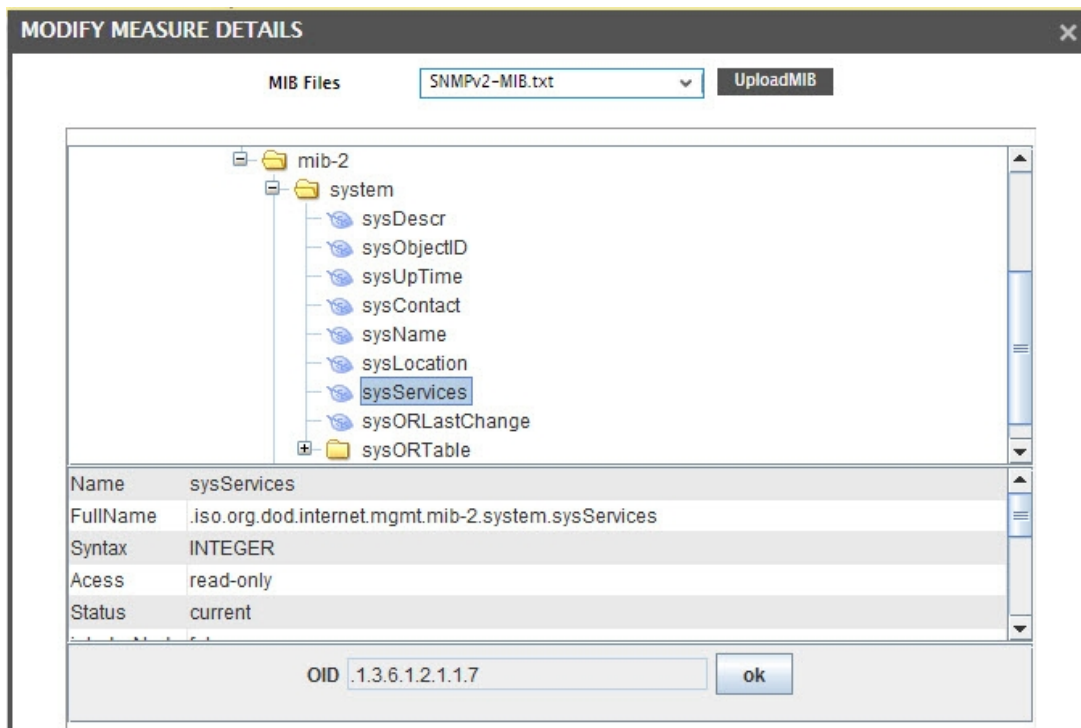 MODIFY MEASURE DETAILS
MIB Files SNMPv2-MIB.txt UploadMIB
mib-2
system
sysDescr
sysObjectID
sysUpTime
sysContact
sysName
sysLocation
sysServices
sysORLastChange
sysORTable
Name sysServices
FullName .iso.org.dod.internet.mgmt.mib-2.system.sysServices
Syntax INTEGER
Acess read-only
Status current
OID .1.3.6.1.2.1.1.7 ok